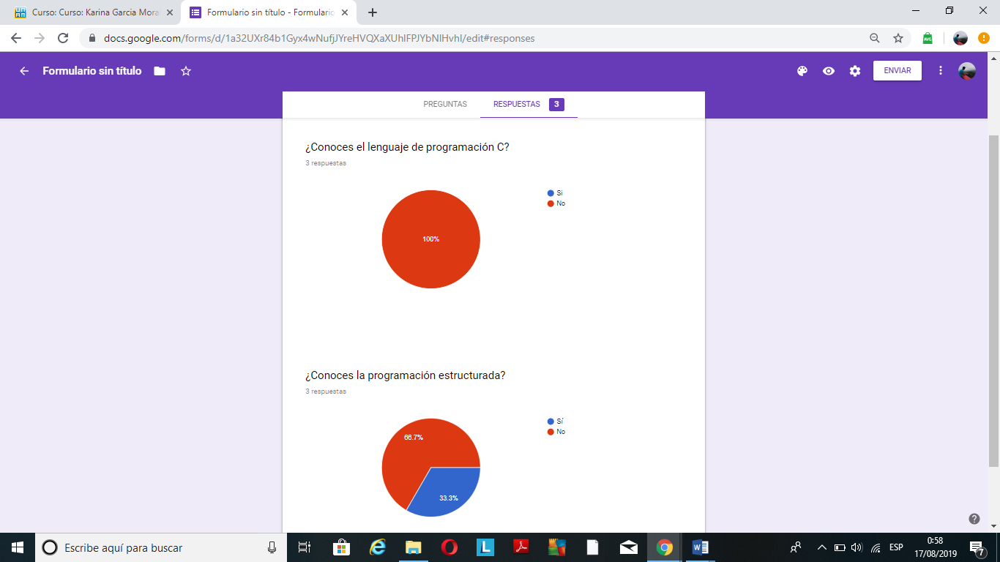 Curso: Curso: Karina Garcia Mora
Formulario sin título - Formulario
docs.google.com/forms/d/1a32UXr84b1Gyx4wNufjJYreHVQXaXUhIFPJYbNIHvhI/edit#responses
Formulario sin título
ENVIAR
PREGUNTAS
RESPUESTAS
3
¿Conoces el lenguaje de programación C?
3 respuestas
Si
No
100%
¿Conoces la programación estructurada?
3 respuestas
Sí
No
66.7%
33.3%
Escribe aquí para buscar
ESP
0:58
17/08/2019
7